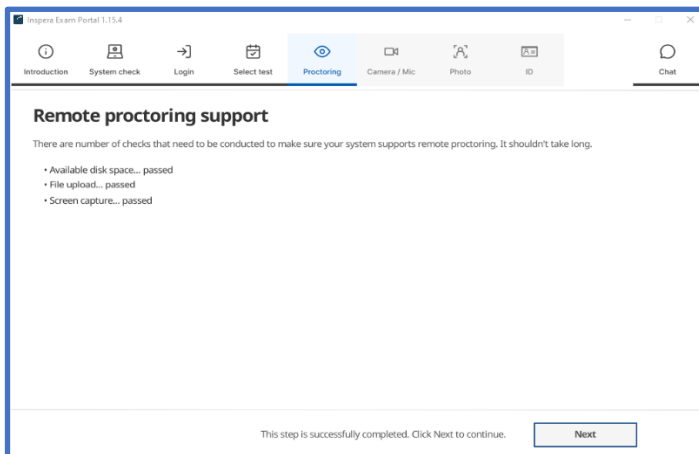 Inspera Exam Portal 1.15.4
Introduction
System check
Login
Select test
Proctoring
Camera / Mic
Photo
ID
Chat
Remote proctoring support
There are number of checks that need to be conducted to make sure your system supports remote proctoring. It shouldn't take long.
• Available disk space... passed
• File upload... passed
• Screen capture... passed
This step is successfully completed. Click Next to continue.
Next